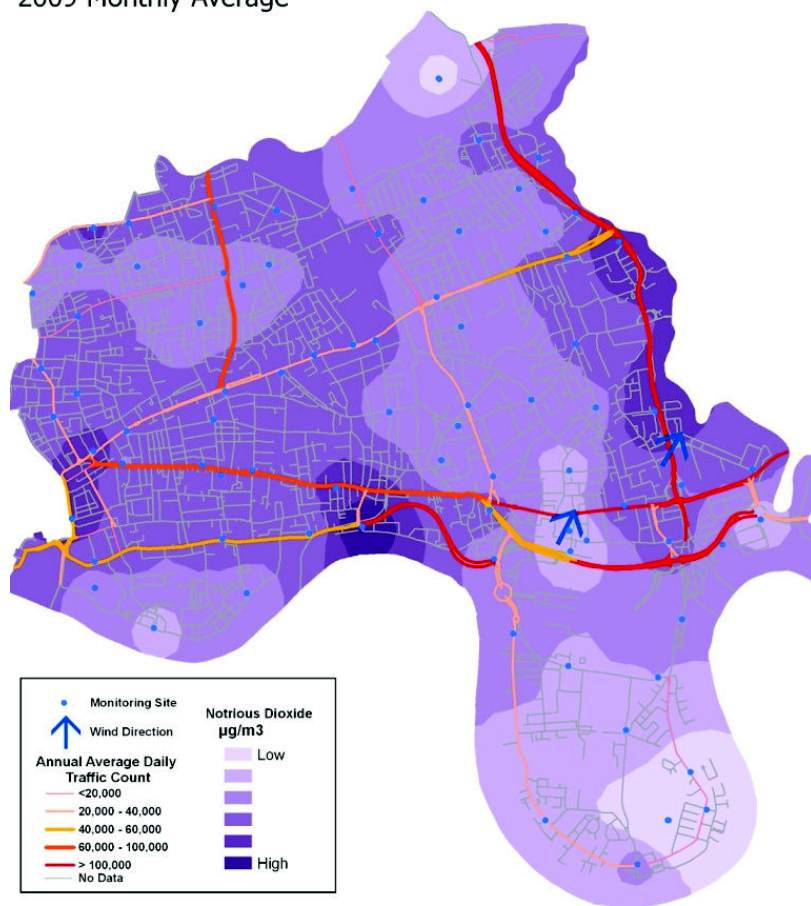 2009 Monthly Average
Monitoring Site
Wind Direction
Annual Average Daily
Traffic Count
<20,000
20,000 - 40,000
40,000 - 60,000
60,000 - 100,000
> 100,000
No Data
Notrious Dioxide
µg/m3
Low
High